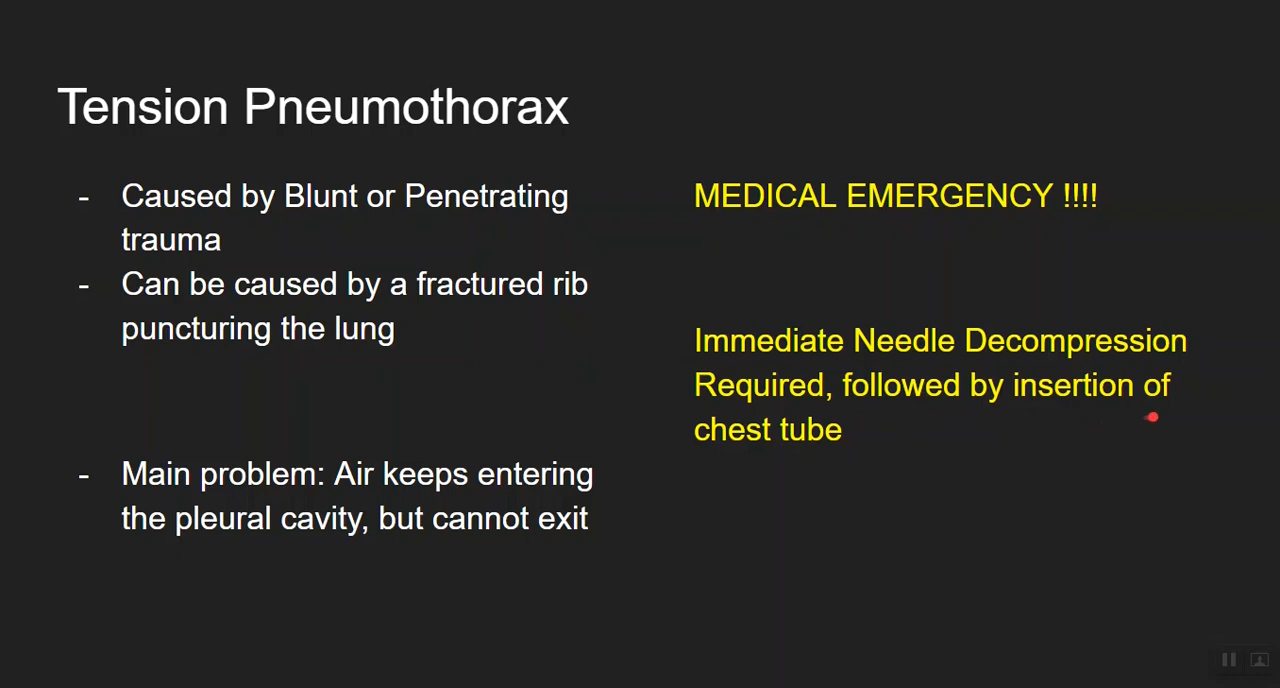 Tension Pneumothorax
- Caused by Blunt or Penetrating
trauma
- Can be caused by a fractured rib
puncturing the lung
- Main problem: Air keeps entering
the pleural cavity, but cannot exit
MEDICAL EMERGENCY !!!!
Immediate Needle Decompression
Required, followed by insertion of
chest tube